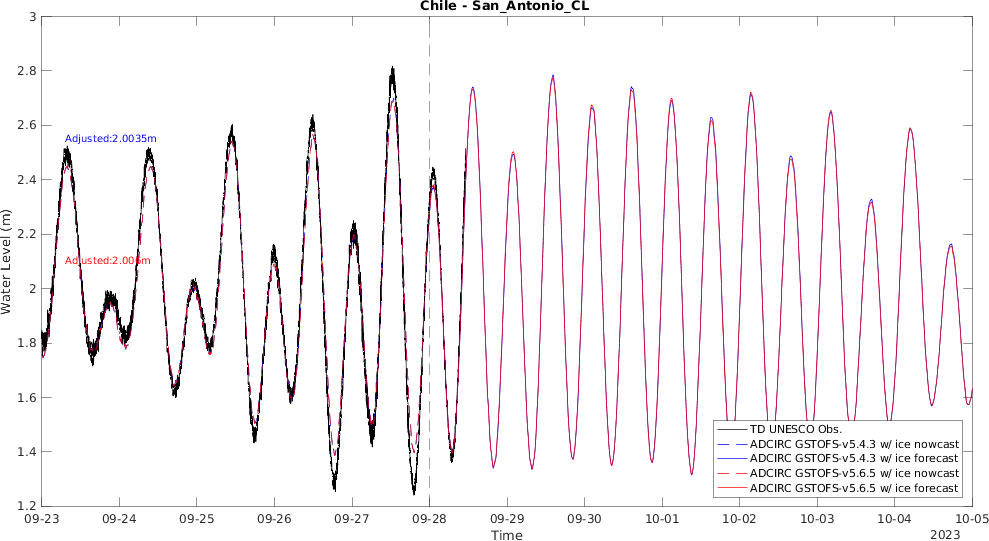 Chile - San_Antonio_CL
3
2.8
2.6
2.4
2.2
2
1.8
1.6
1.4
1.2
Water Level (m)
Adjusted:2.0035m
TD UNESCO Obs.
ADCIRC GSTOFS-v5.4.3 w/ ice nowcast
ADCIRC GSTOFS-v5.4.3 w/ ice forecast
ADCIRC GSTOFS-v5.6.5 w/ ice nowcast
ADCIRC GSTOFS-v5.6.5 w/ ice forecast
09-23 09-24 09-25 09-26 09-27 09-28 09-29 09-30 10-01 10-02 10-03 10-04 10-05
Time
2023